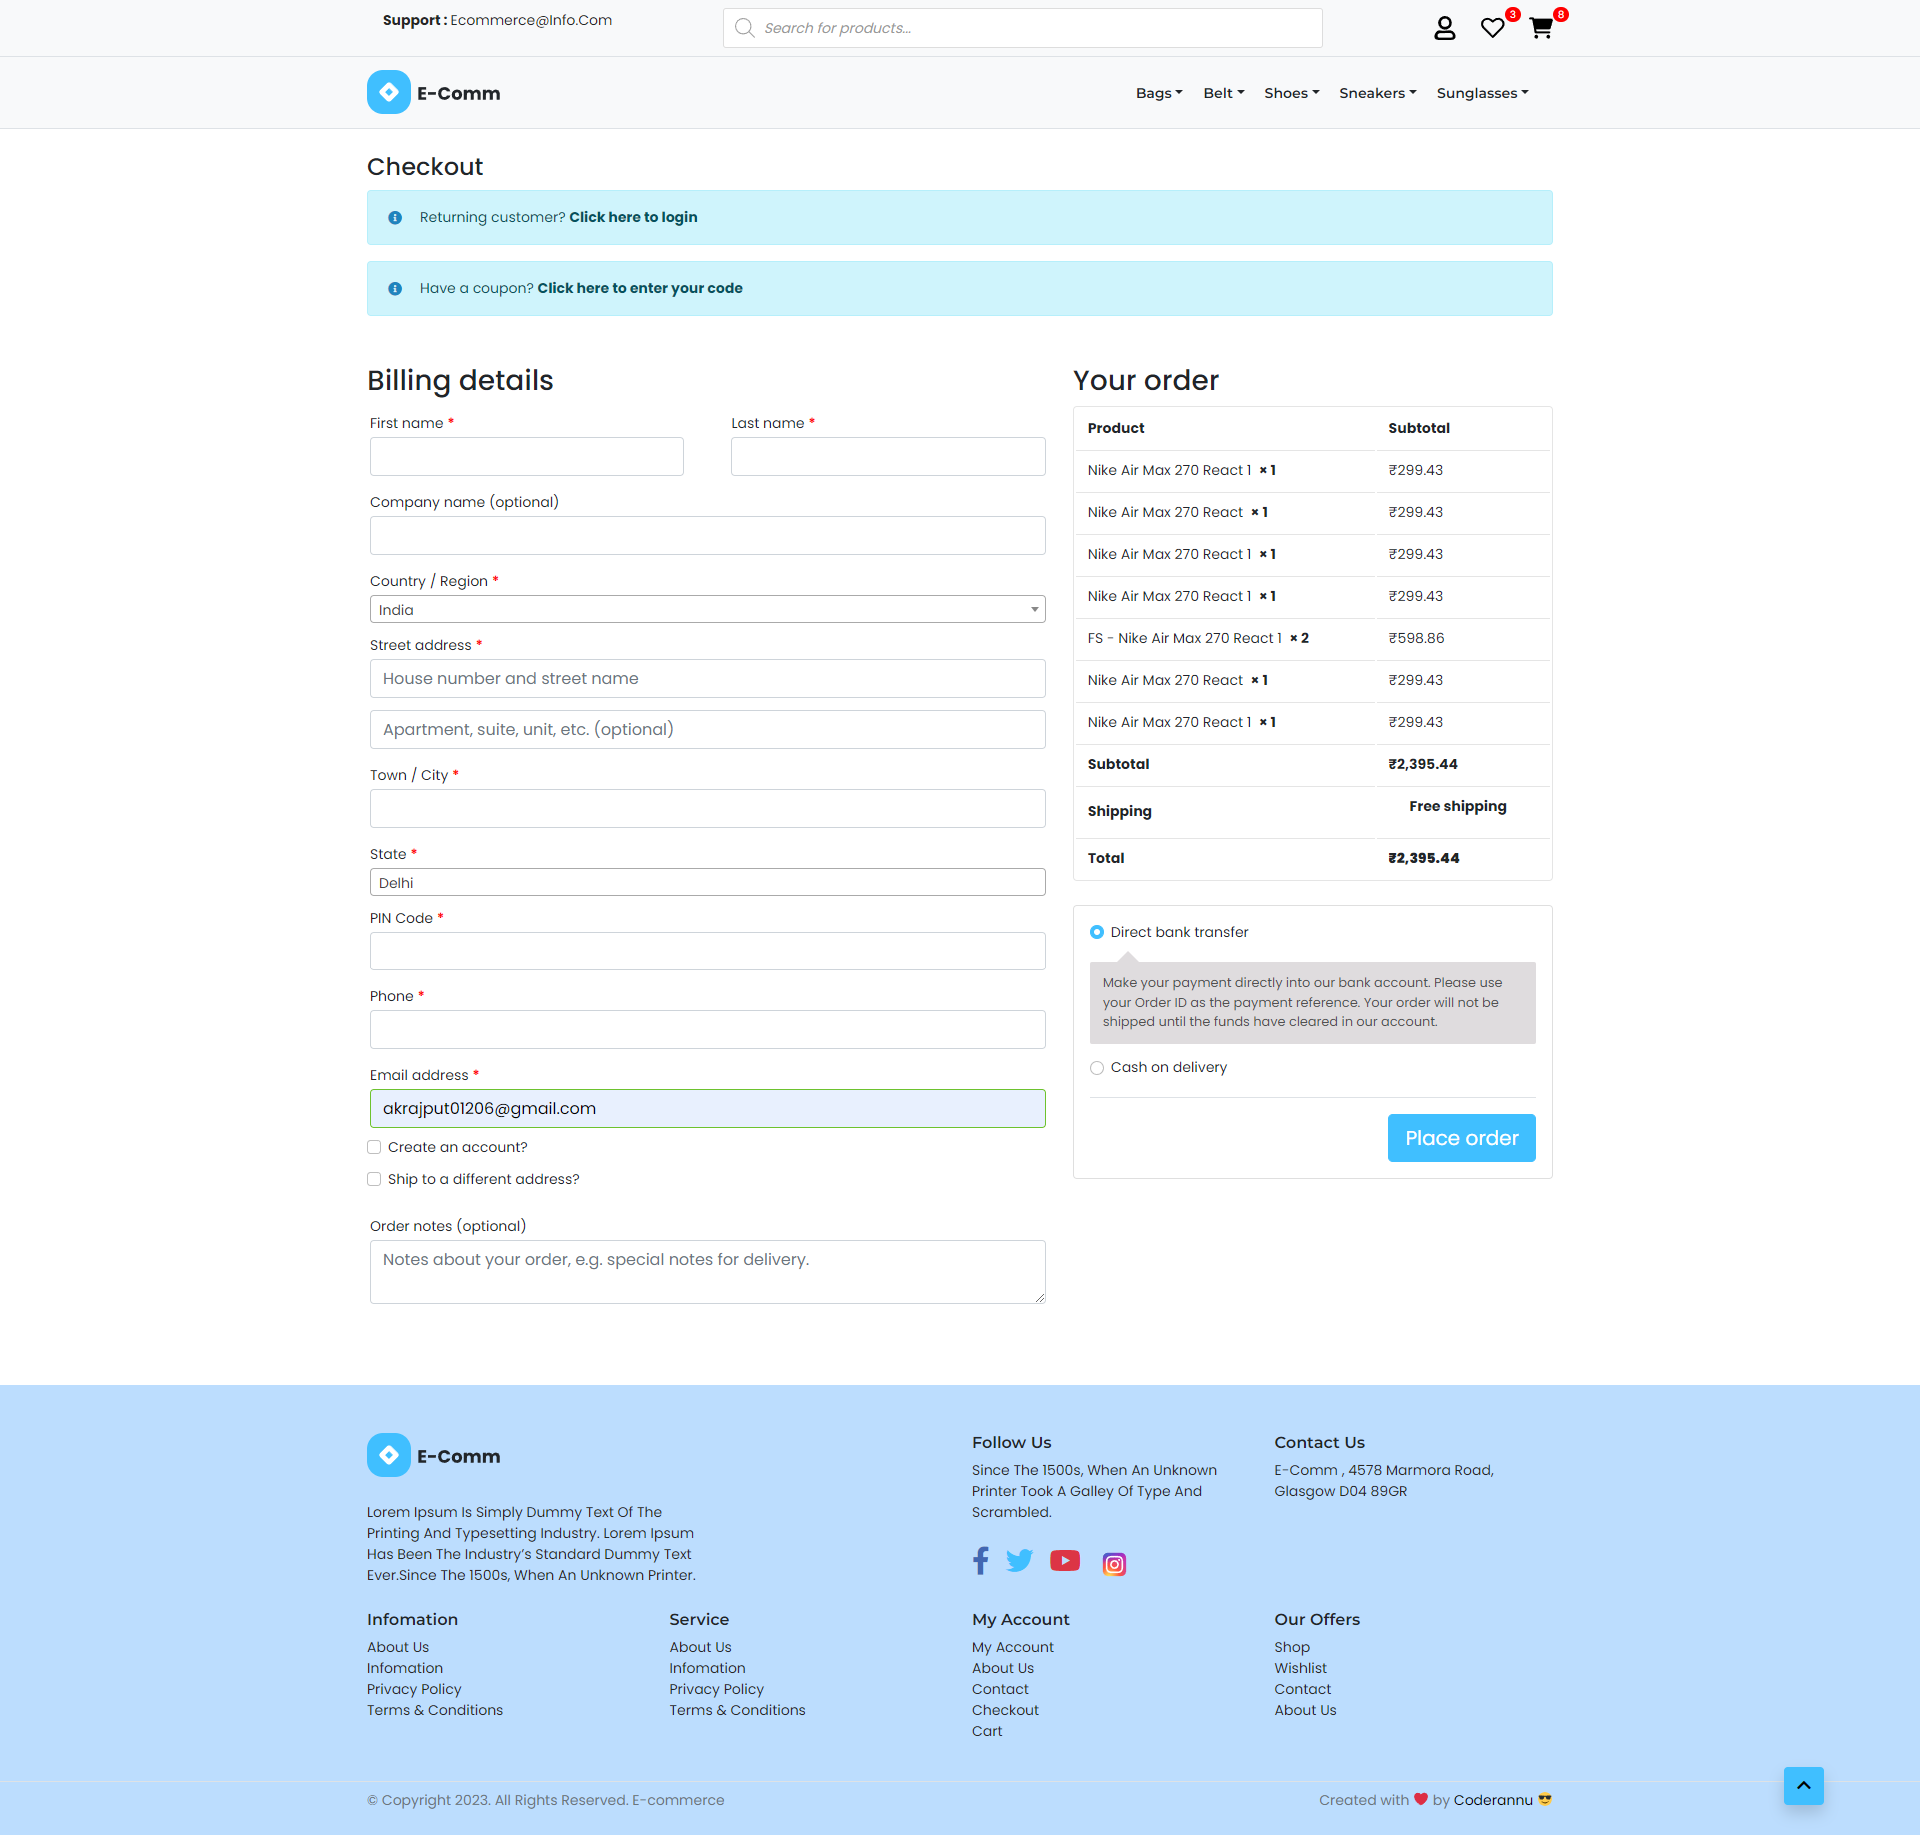 Support : Ecommerce@Info.Com
Search for products...
3
8
E-Comm
Bags
Belt
Shoes
Sneakers
Sunglasses
Checkout
Returning customer? Click here to login
Have a coupon? Click here to enter your code
Billing details
First name *
Last name *
Company name (optional)
Country / Region *
India
Street address *
House number and street name
Apartment, suite, unit, etc. (optional)
Town / City *
State *
Delhi
PIN Code *
Phone *
Email address *
akrajput01206@gmail.com
Create an account?
Ship to a different address?
Order notes (optional)
Notes about your order, e.g. special notes for delivery.
Your order
Product Subtotal
Nike Air Max 270 React 1 × 1 ₹299.43
Nike Air Max 270 React × 1 ₹299.43
Nike Air Max 270 React 1 × 1 ₹299.43
Nike Air Max 270 React 1 × 1 ₹299.43
FS - Nike Air Max 270 React 1 × 2 ₹598.86
Nike Air Max 270 React × 1 ₹299.43
Nike Air Max 270 React 1 × 1 ₹299.43
Subtotal ₹2,395.44
Shipping Free shipping
Total ₹2,395.44
Direct bank transfer
Make your payment directly into our bank account. Please use
your Order ID as the payment reference. Your order will not be
shipped until the funds have cleared in our account.
Cash on delivery
Place order
E-Comm
Lorem Ipsum Is Simply Dummy Text Of The
Printing And Typesetting Industry. Lorem Ipsum
Has Been The Industry’s Standard Dummy Text
Ever.Since The 1500s, When An Unknown Printer.
Follow Us
Since The 1500s, When An Unknown
Printer Took A Galley Of Type And
Scrambled.
Contact Us
E-Comm , 4578 Marmora Road,
Glasgow D04 89GR
Infomation
About Us
Infomation
Privacy Policy
Terms & Conditions
Service
About Us
Infomation
Privacy Policy
Terms & Conditions
My Account
My Account
About Us
Contact
Checkout
Cart
Our Offers
Shop
Wishlist
Contact
About Us
© Copyright 2023. All Rights Reserved. E-commerce
Created with ❤️ by Coderannu 😎